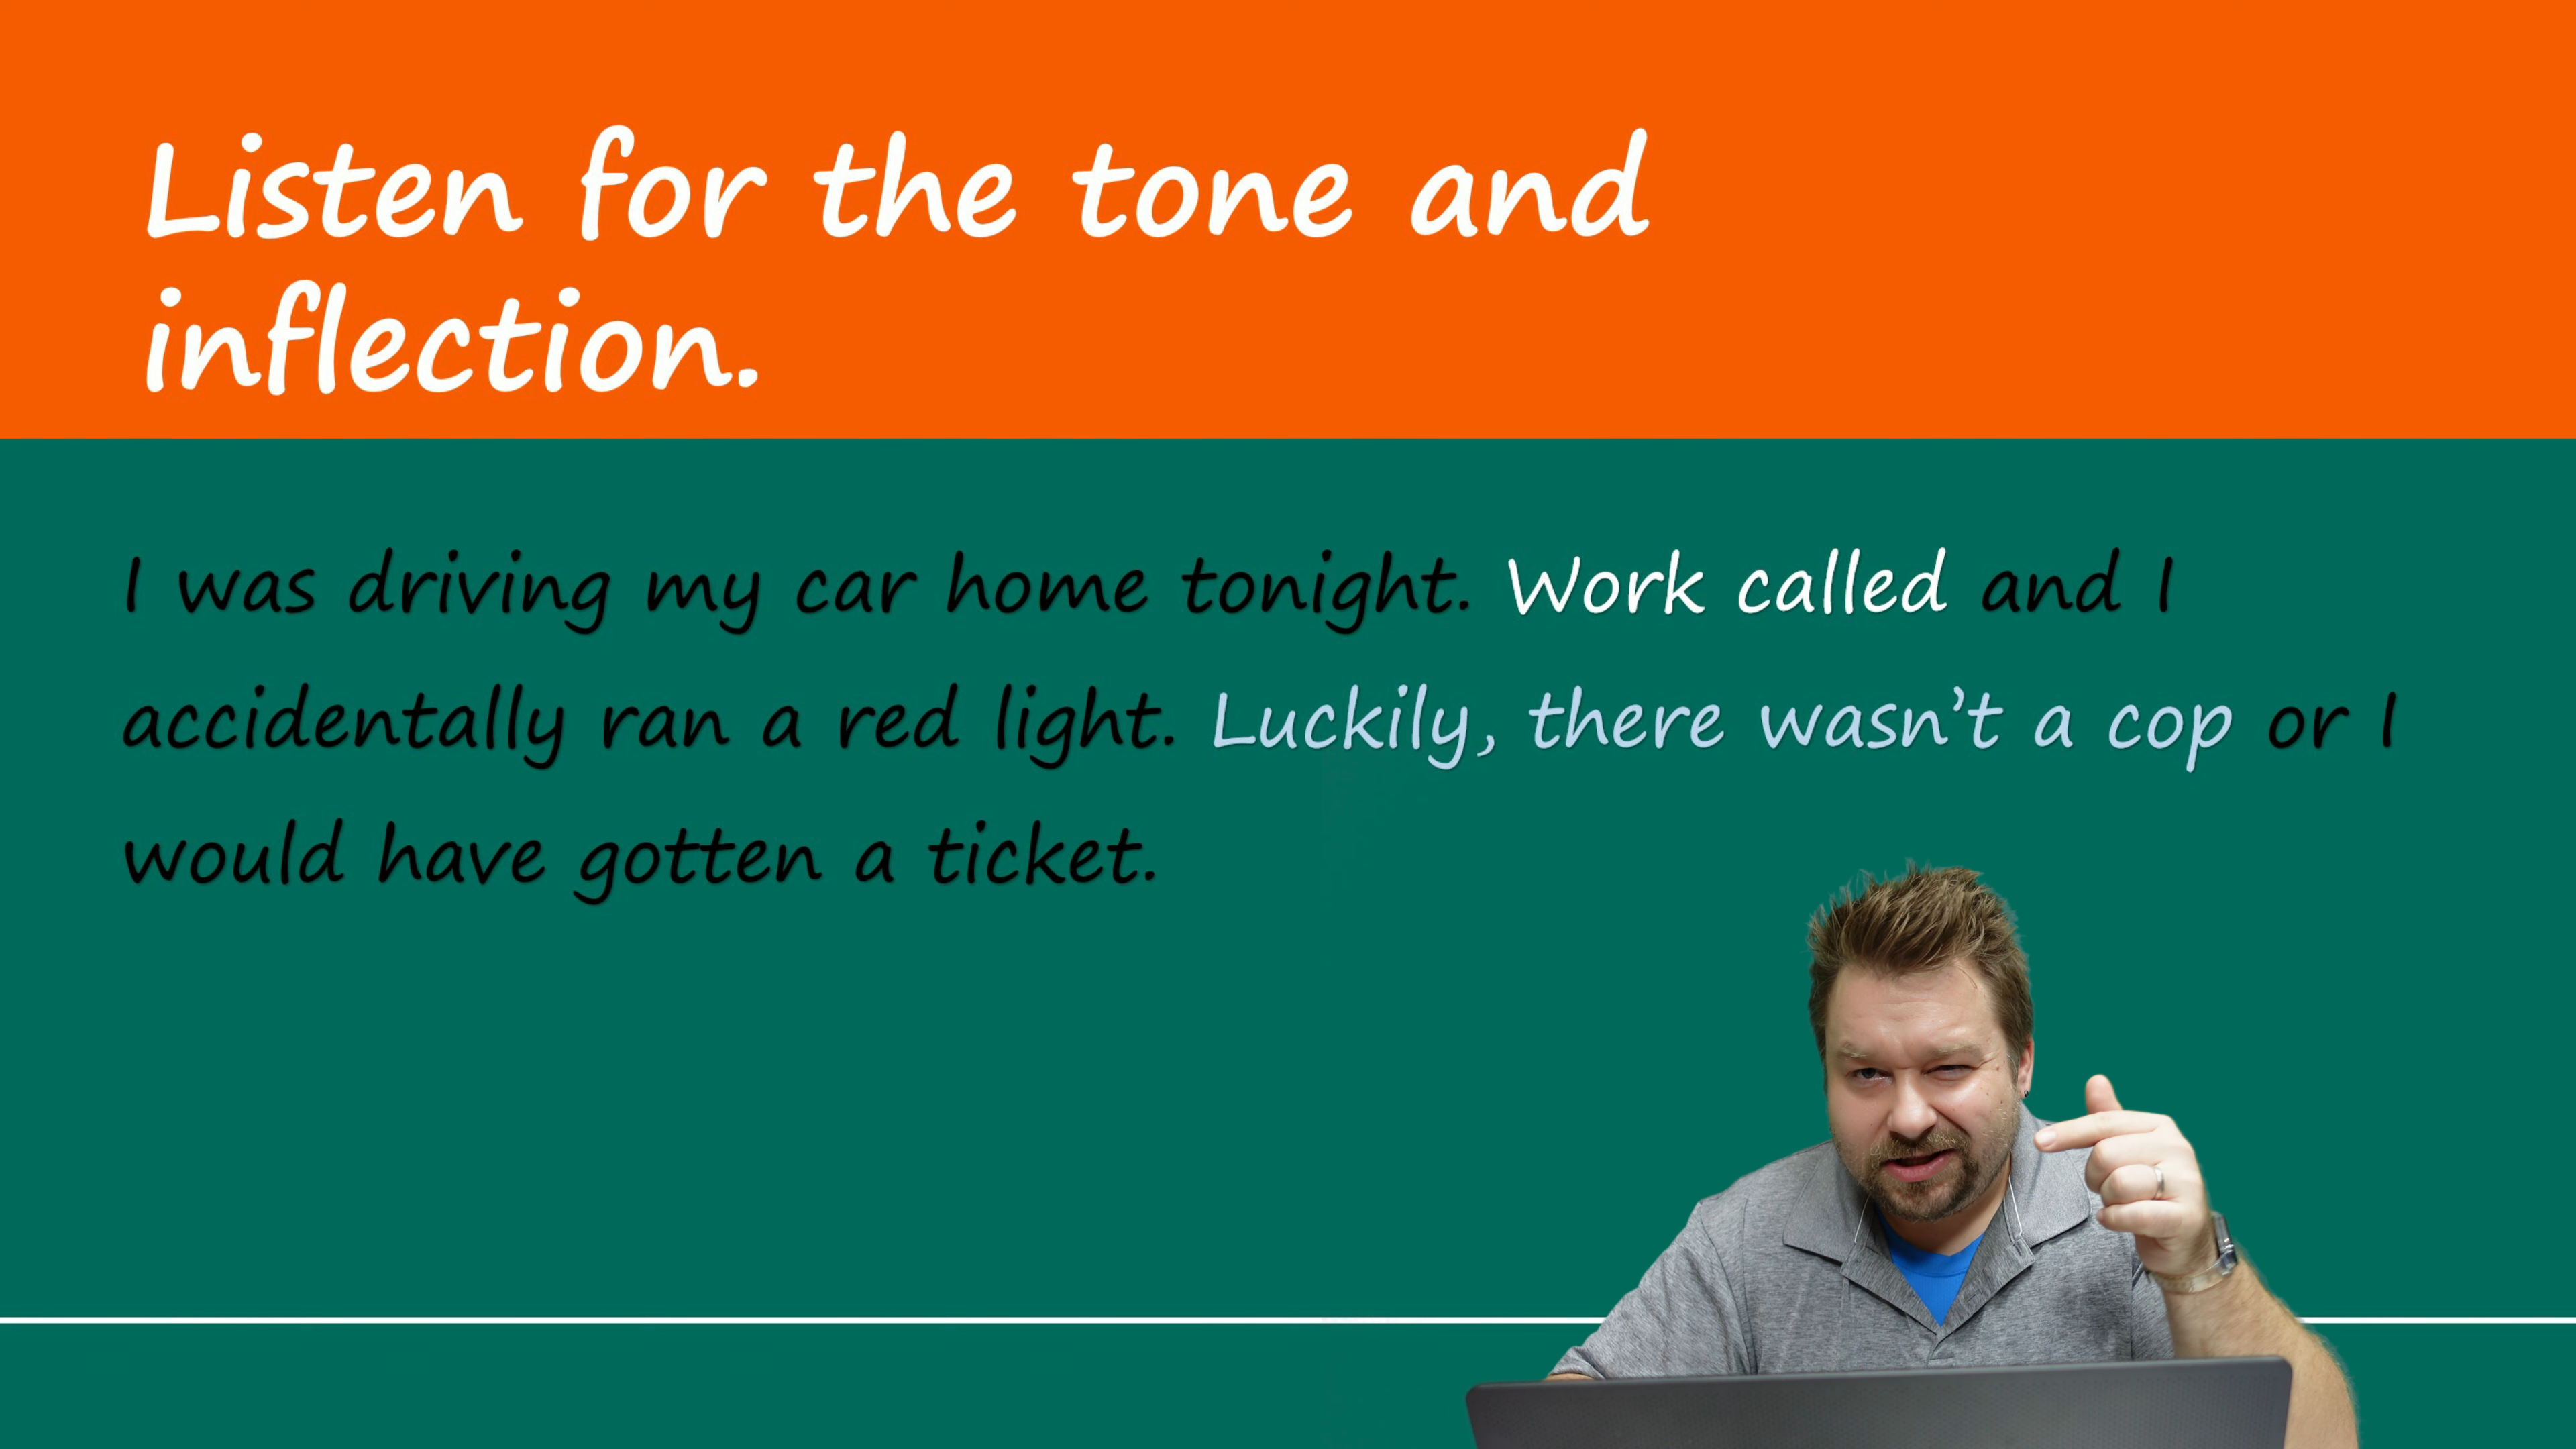 Listen for the tone and
inflection.
I was driving my car home tonight. Work called and I
accidentally ran a red light. Luckily, there wasn’t a cop or I
would have gotten a ticket.